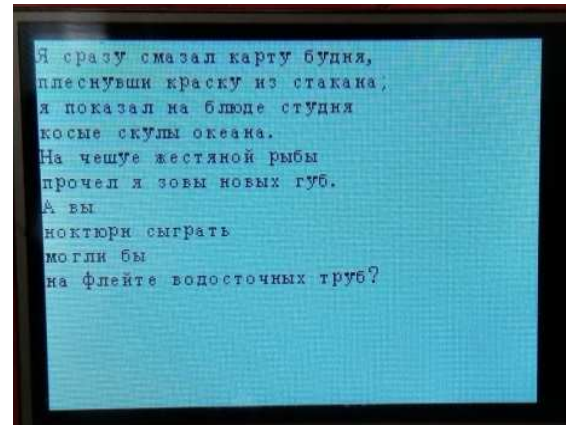 Я сразу смазал карту будня,
плеснувши краску из стакана;
я показал на блюде студня
косые скулы океана.
На чешуе жестяной рыбы
прочел я зовы новых губ.
А вы
ноктюрн сыграть
могли бы
на флейте водосточных труб?